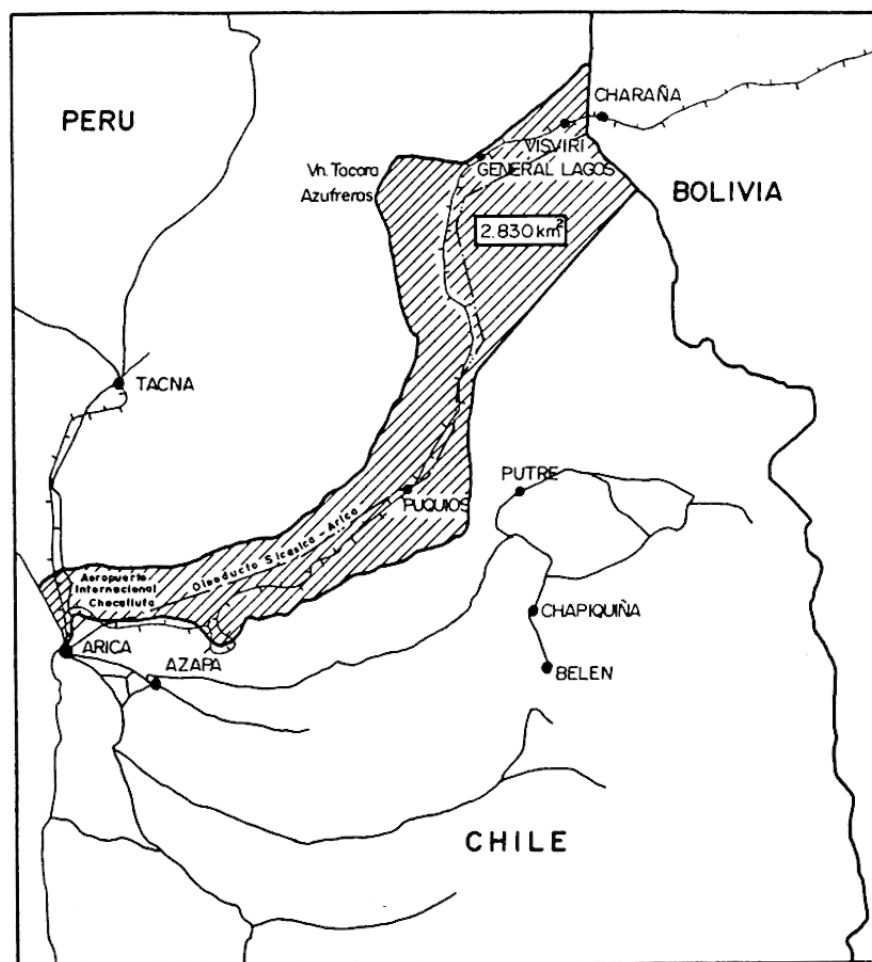 PERU
CHARAÑA
VISVIRI
GENERAL LAGOS
Vn. Tacora
Azufreras
BOLIVIA
2.830 km²
TACNA
PUTRE
PUQUIOS
Oleoducto Sicasica - Arica
Aeropuerto
Internacional
Chacalluta
CHAPIQUIÑA
ARICA
AZAPA
BELEN
CHILE